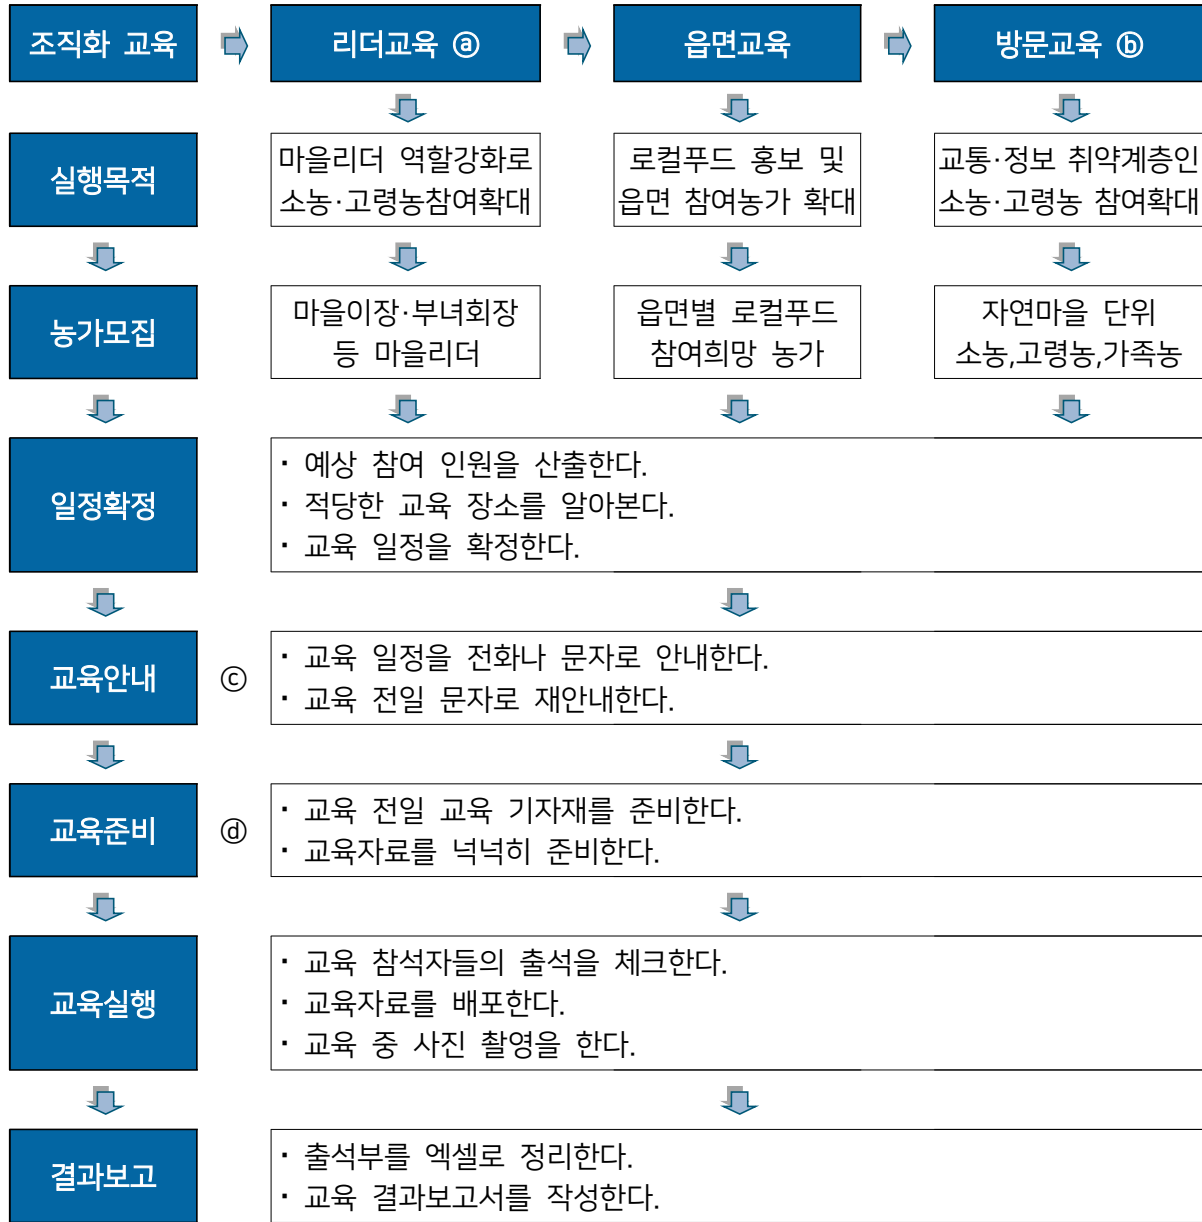 조직화 교육
리더교육 ⓐ
읍면교육
방문교육 ⓑ
실행목적
마을리더 역할강화로
소농·고령농참여확대
로컬푸드 홍보 및
읍면 참여농가 확대
교통·정보 취약계층인
소농·고령농 참여확대
농가모집
마을이장·부녀회장
등 마을리더
읍면별 로컬푸드
참여희망 농가
자연마을 단위
소농,고령농,가족농
일정확정
· 예상 참여 인원을 산출한다.
· 적당한 교육 장소를 알아본다.
· 교육 일정을 확정한다.
교육안내
ⓒ
· 교육 일정을 전화나 문자로 안내한다.
· 교육 전일 문자로 재안내한다.
교육준비
ⓓ
· 교육 전일 교육 기자재를 준비한다.
· 교육자료를 넉넉히 준비한다.
교육실행
· 교육 참석자들의 출석을 체크한다.
· 교육자료를 배포한다.
· 교육 중 사진 촬영을 한다.
결과보고
· 출석부를 엑셀로 정리한다.
· 교육 결과보고서를 작성한다.